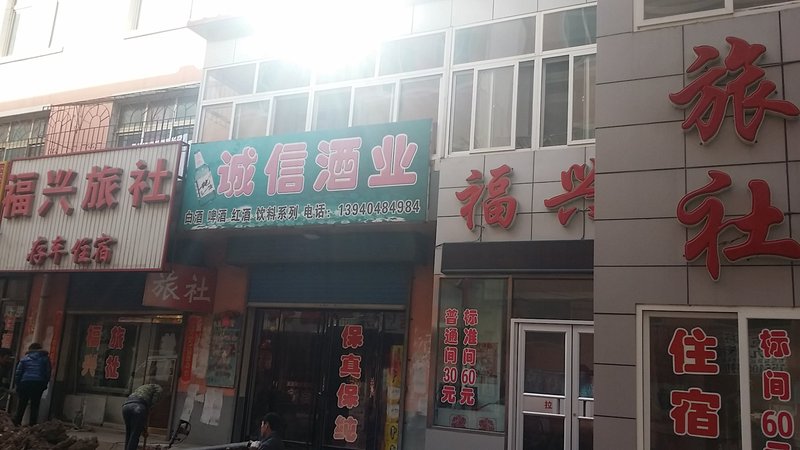 福兴旅社
存车住宿
旅社
福兴
旅社
诚信酒业
白酒 啤酒 红酒 饮料系列 电话：13940484984
保真保纯
福兴
标准间60元
普通间30元
拉
旅社
住宿
标间60